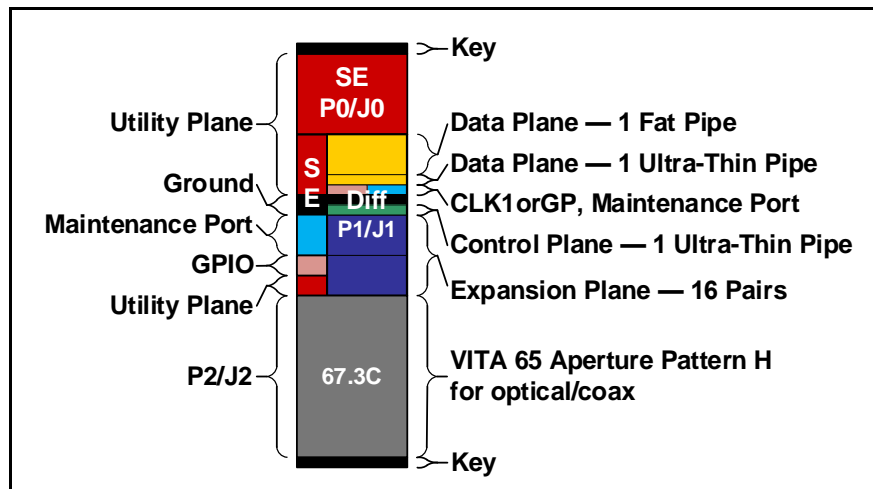 Key
SE
P0/J0
Utility Plane
Data Plane — 1 Fat Pipe
Data Plane — 1 Ultra-Thin Pipe
S
E
Ground
Diff
CLK1orGP, Maintenance Port
Maintenance Port
P1/J1
Control Plane — 1 Ultra-Thin Pipe
GPIO
Expansion Plane — 16 Pairs
Utility Plane
P2/J2
67.3C
VITA 65 Aperture Pattern H
for optical/coax
Key